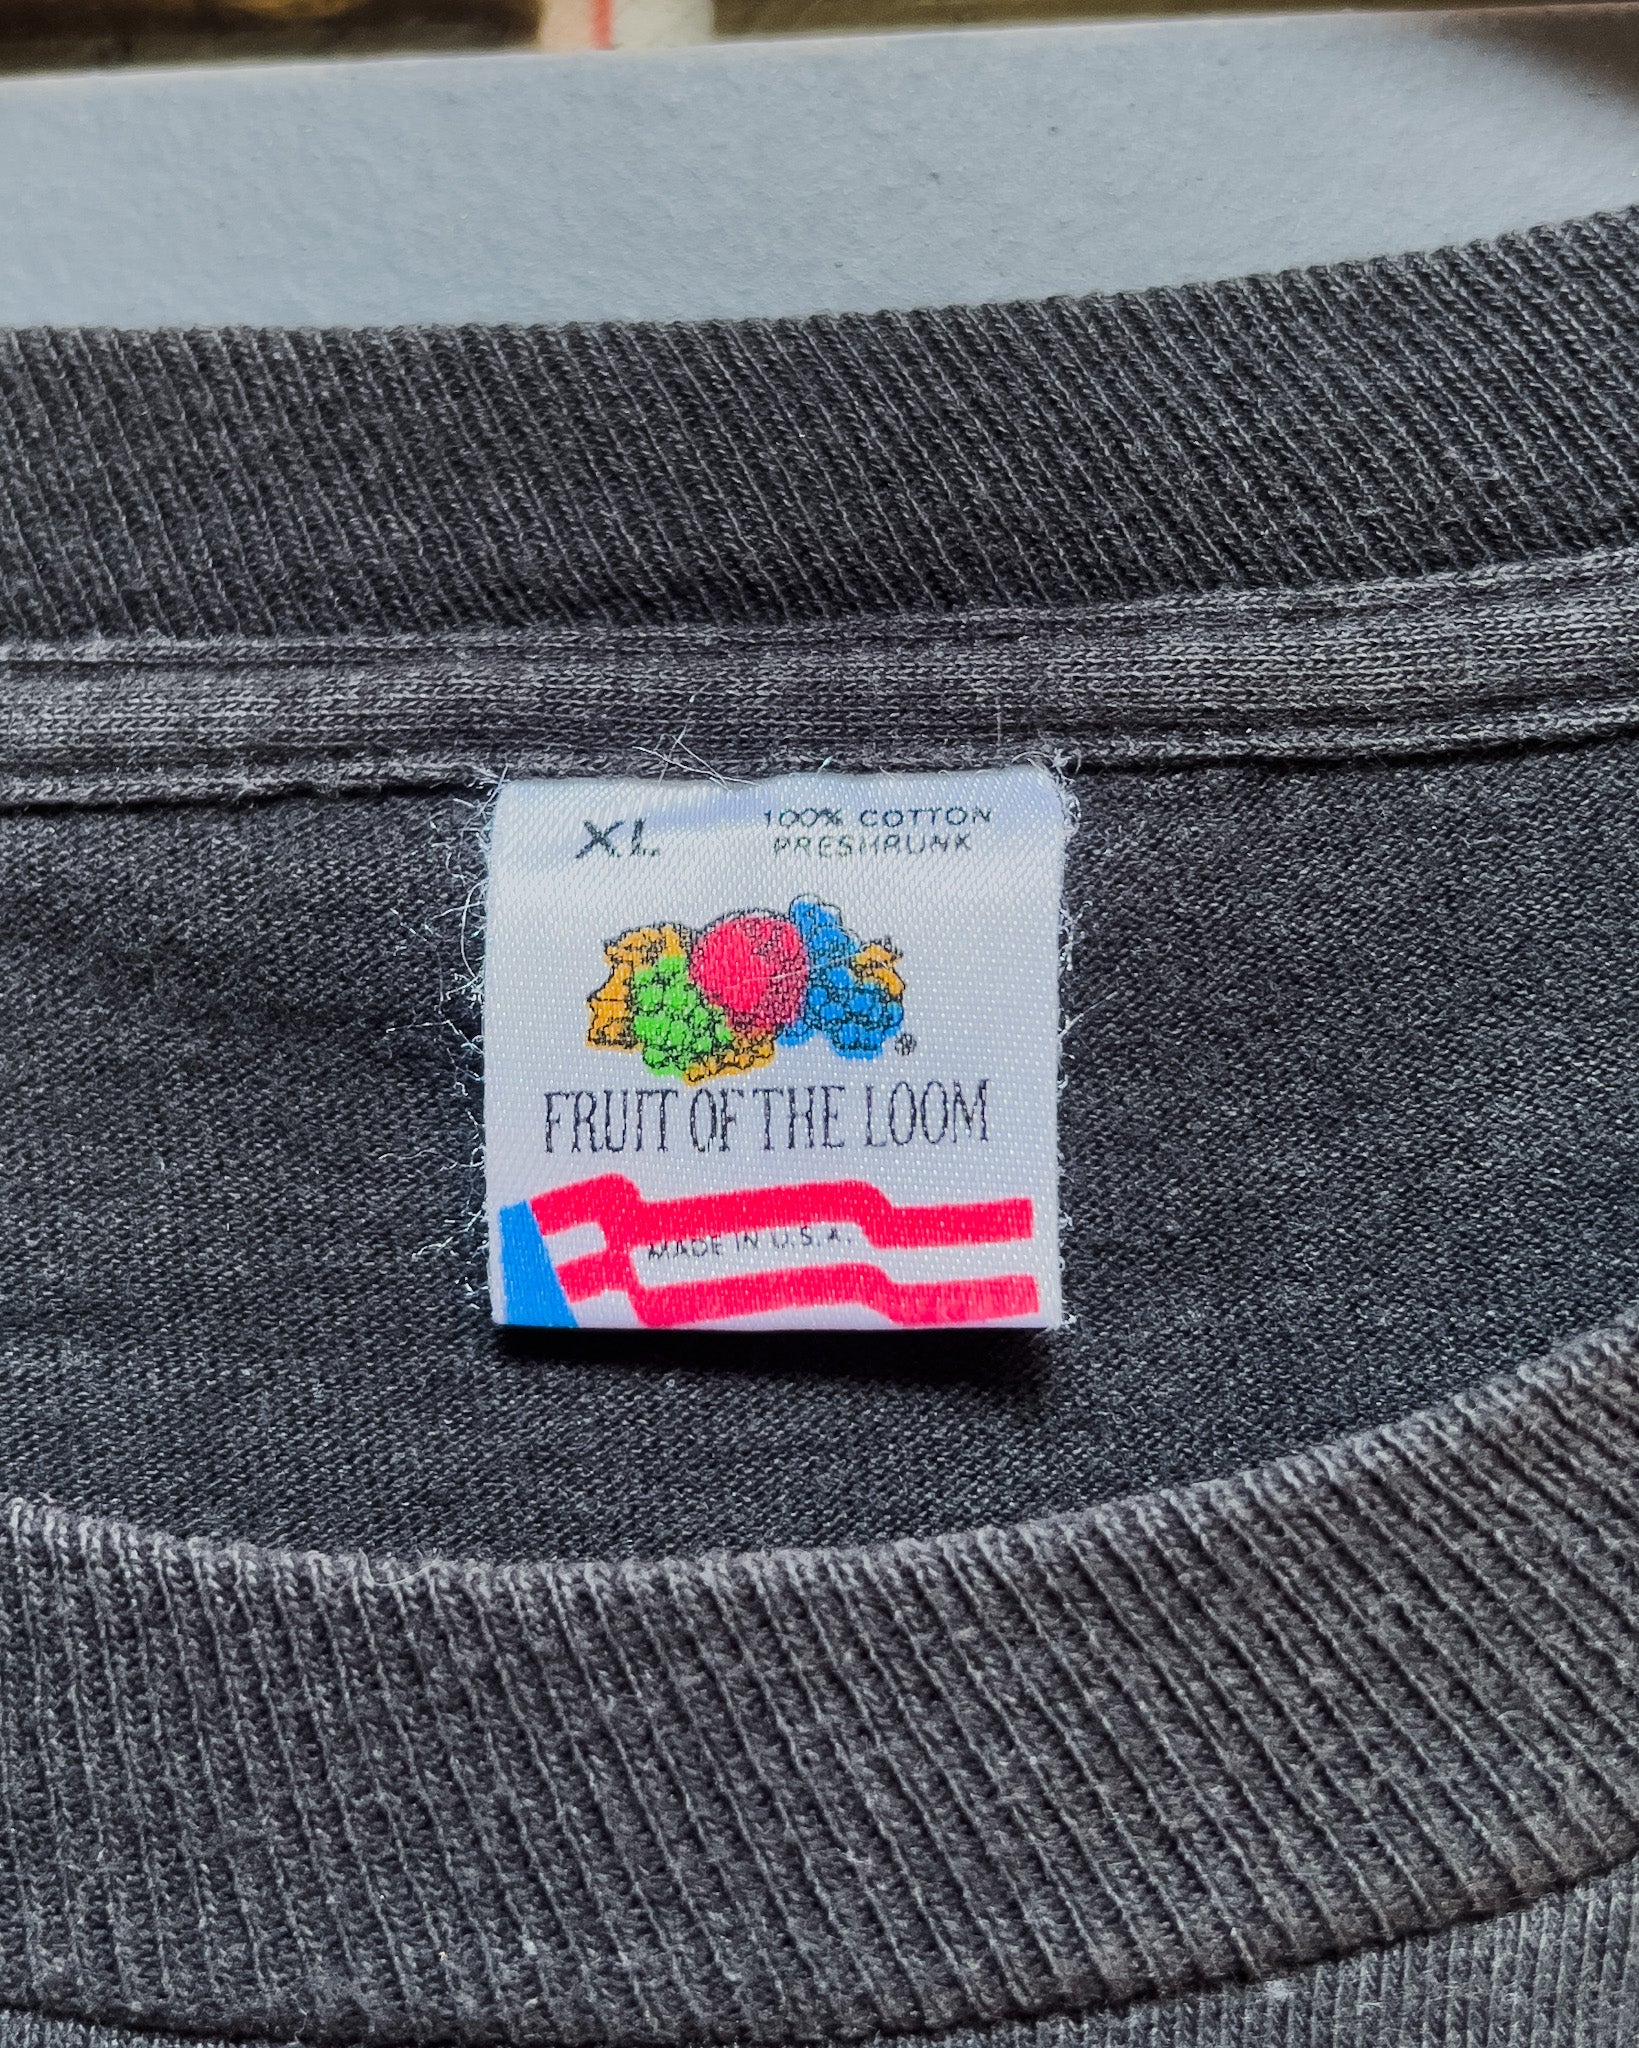 XL
100% COTTON
PRESHRUNK
®
FRUIT OF THE LOOM
MADE IN U.S.A.